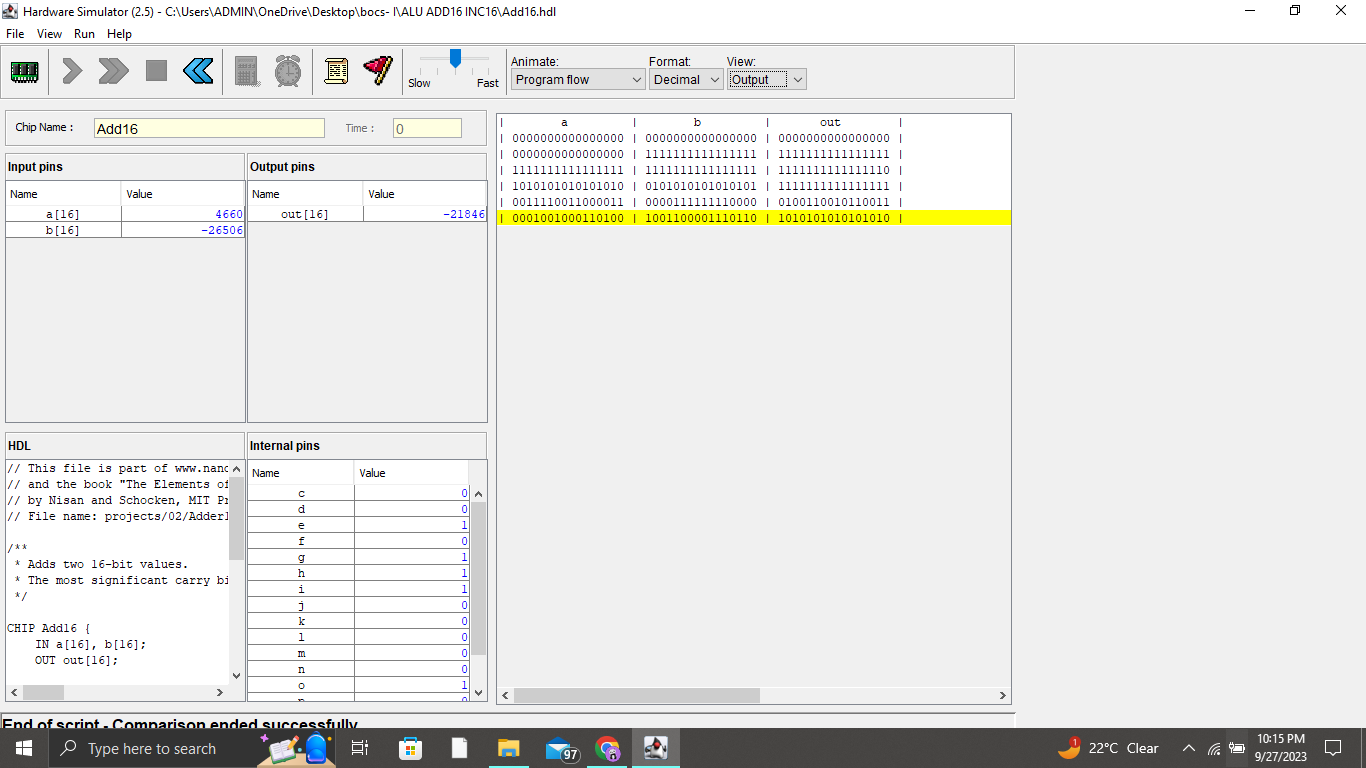 Hardware Simulator (2.5) - C:\Users\ADMIN\OneDrive\Desktop\bocs- I\ALU ADD16 INC16\Add16.hdl
File View Run Help
Animate: Format: View:
Slow Fast Program flow Decimal Output
Chip Name : Add16 Time : 0
Input pins Output pins
Name Value Name Value
a[16] 4660 out[16] -21846
b[16] -26506
| a | b | out |
| 0000000000000000 | 0000000000000000 | 0000000000000000 |
| 0000000000000000 | 1111111111111111 | 1111111111111111 |
| 1111111111111111 | 1111111111111111 | 1111111111111110 |
| 1010101010101010 | 0101010101010101 | 1111111111111111 |
| 0011110011000011 | 0000111111110000 | 0100110010110011 |
| 0001001000110100 | 1001100001110110 | 1010101010101010 |
HDL
// This file is part of www.nand
// and the book "The Elements of
// by Nisan and Schocken, MIT Pr
// File name: projects/02/Adder1
/**
* Adds two 16-bit values.
* The most significant carry bi
*/
CHIP Add16 {
IN a[16], b[16];
OUT out[16];
Internal pins
Name Value
c 0
d 0
e 1
f 0
g 1
h 1
i 1
j 0
k 0
l 0
m 0
n 0
o 1
End of script - Comparison ended successfully
Type here to search
97
1
22°C Clear
10:15 PM
9/27/2023